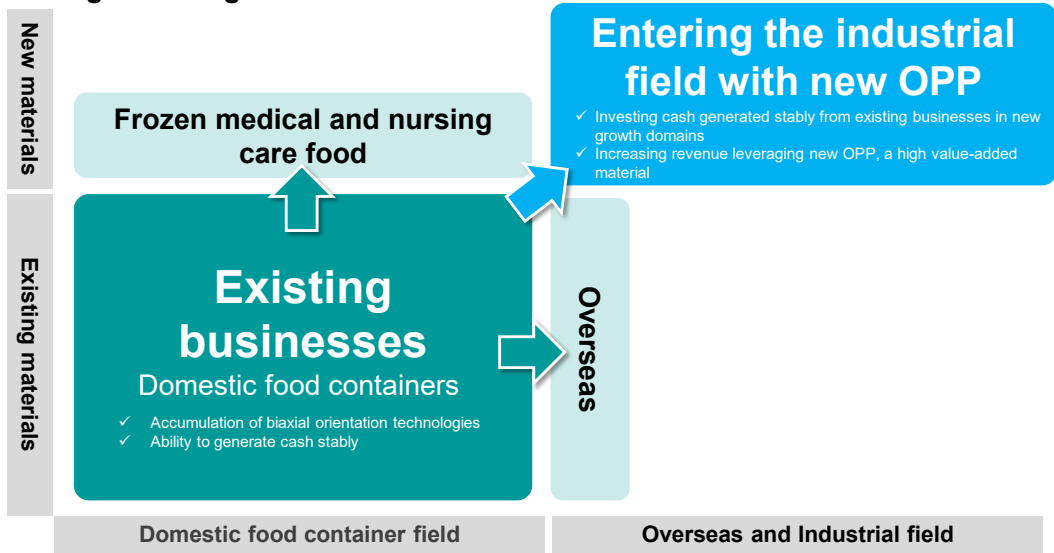 New materials
Entering the industrial
field with new OPP
✓ Investing cash generated stably from existing businesses in new
growth domains
✓ Increasing revenue leveraging new OPP, a high value-added
material
Frozen medical and nursing
care food
Existing materials
Existing
businesses
Domestic food containers
✓ Accumulation of biaxial orientation technologies
✓ Ability to generate cash stably
Overseas
Domestic food container field
Overseas and Industrial field